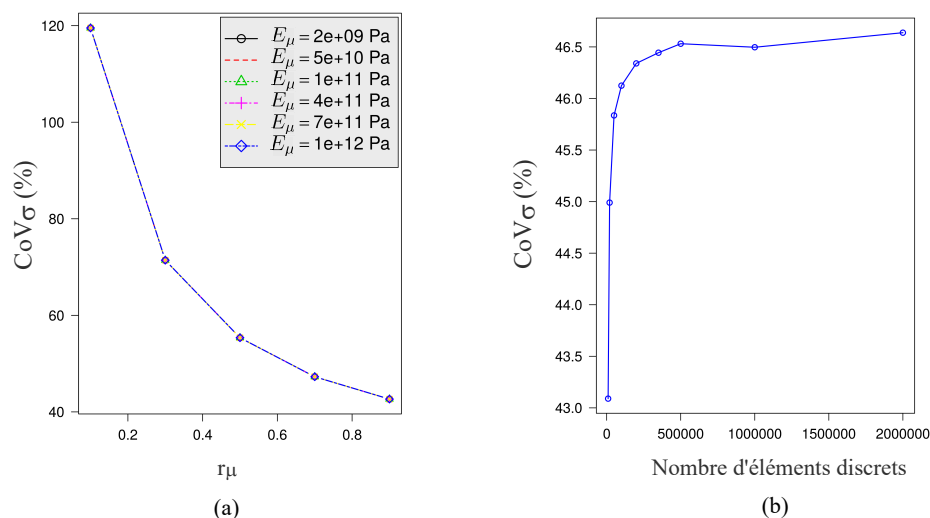 120
100
80
60
40
CoVσ (%)
E_μ = 2e+09 Pa
E_μ = 5e+10 Pa
E_μ = 1e+11 Pa
E_μ = 4e+11 Pa
E_μ = 7e+11 Pa
E_μ = 1e+12 Pa
0.2 0.4 0.6 0.8
rμ
(a)
46.5
46.0
45.5
45.0
44.5
44.0
43.5
43.0
CoVσ (%)
0 500000 1000000 1500000 2000000
Nombre d'éléments discrets
(b)